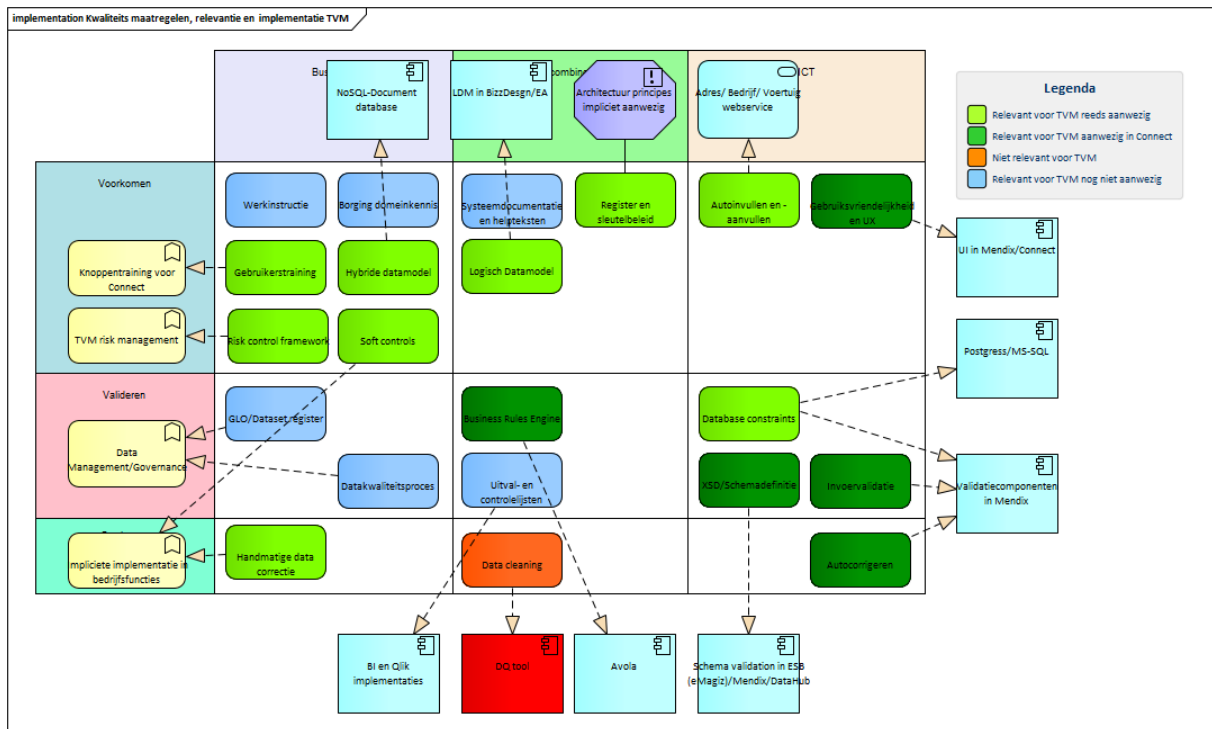 implementation Kwaliteits maatregelen, relevantie en implementatie TVM
Bus
combin
ICT
NoSQL-Document
database
LDM in BizzDesgn/EA
Architectuur principes
impliciet aanwezig
Adres/ Bedrijf/ Voertuig
webservice
Legenda
Relevant voor TVM reeds aanwezig
Relevant voor TVM aanwezig in Connect
Niet relevant voor TVM
Relevant voor TVM nog niet aanwezig
Voorkomen
Werkinstructie
Borging domeinkennis
Systeemdocumentatie
en helpteksten
Register en
sleutelbeleid
Autoinvullen en -
aanvullen
Gebruiksvriendelijkheid
en UX
UI in Mendix/Connect
Knoppentraining voor
Connect
Gebruikerstraining
Hybride datamodel
Logisch Datamodel
TVM risk management
Risk control framework
Soft controls
Postgress/MS-SQL
Valideren
GLO/Dataset register
Business Rules Engine
Database constraints
Data
Management/Governance
Datakwaliteitsproces
Uitval- en
controlelijsten
XSD/Schemadefinitie
Invoervalidatie
Validatiecomponenten
in Mendix
mpliciete implementatie in
bedrijfsfuncties
Handmatige data
correctie
Data cleaning
Autocorrigeren
BI en Qlik
implementaties
DQ tool
Avola
Schema validation in ESB
(eMagiz)/Mendix/DataHub